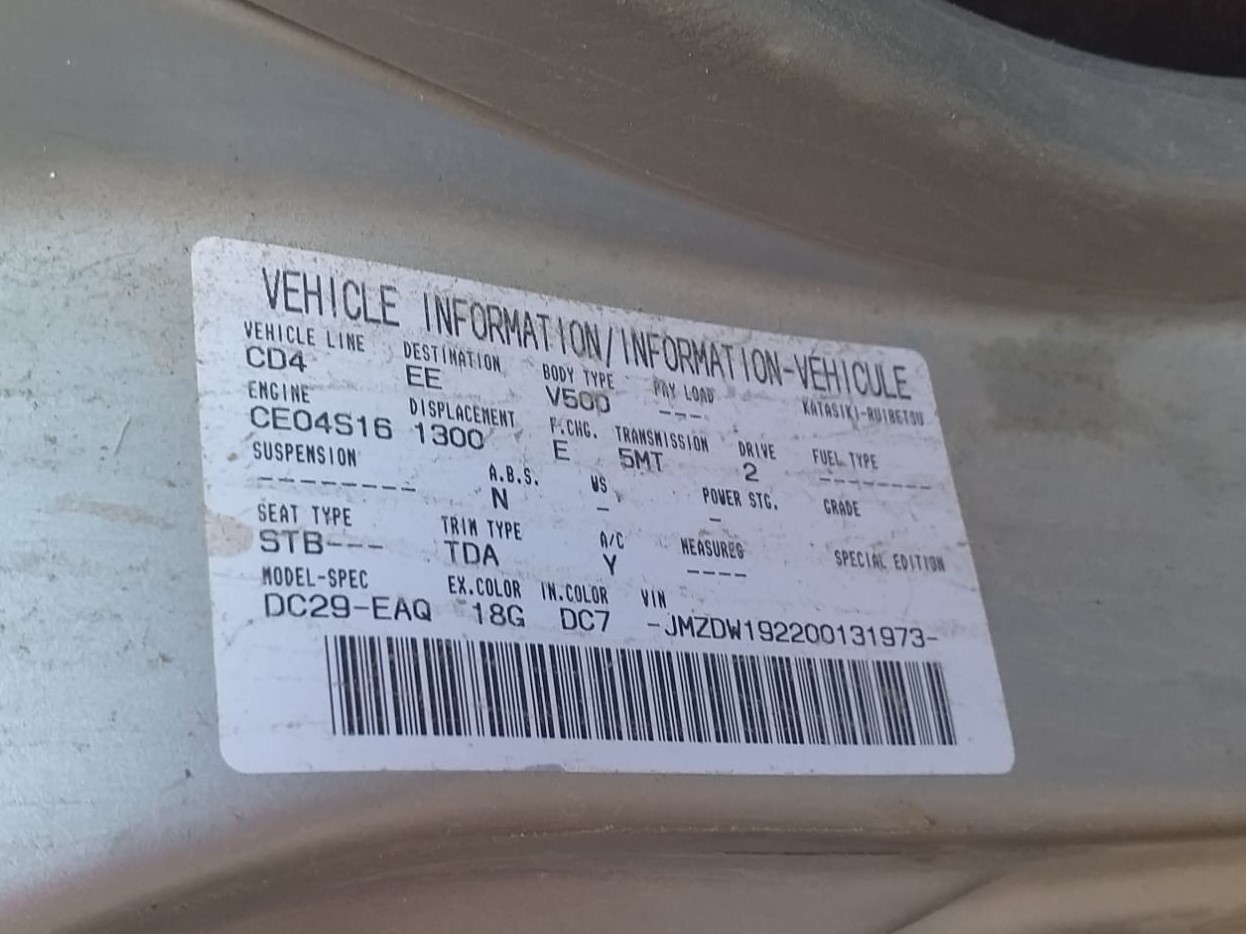 VEHICLE INFORMATION/INFORMATION-VÉHICULE
VEHICLE LINE DESTINATION BODY TYPE PAY LOAD KATASIKI-RUIBETSU
CD4 EE V500 ---
ENGINE DISPLACEMENT F.CHG. TRANSMISSION DRIVE FUEL TYPE
CE04S16 1300 E 5MT 2 --------
SUSPENSION A.B.S. WS POWER STG. GRADE
-------- N - -
SEAT TYPE TRIM TYPE A/C MEASURES SPECIAL EDITION
STB--- TDA Y ----
MODEL-SPEC EX.COLOR IN.COLOR VIN
DC29-EAQ 18G DC7 -JMZDW192200131973-